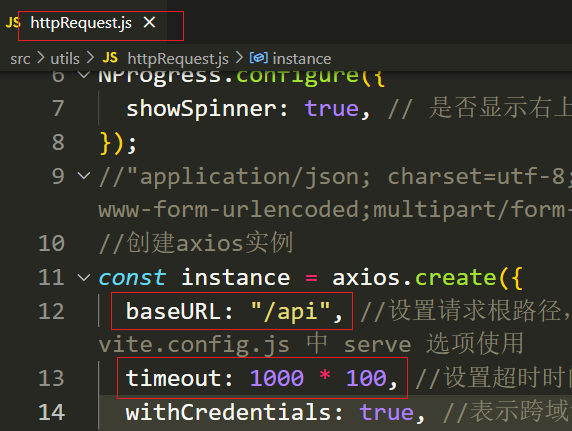 JS httpRequest.js ×
src > utils > JS httpRequest.js > instance
6 NProgress.configure({
7 showSpinner: true, // 是否显示右上
8 });
9 //"application/json; charset=utf-8;
www-form-urlencoded;multipart/form-
10 //创建axios实例
11 const instance = axios.create({
12 baseURL: "/api", //设置请求根路径，
vite.config.js 中 serve 选项使用
13 timeout: 1000 * 100, //设置超时时
14 withCredentials: true, //表示跨域